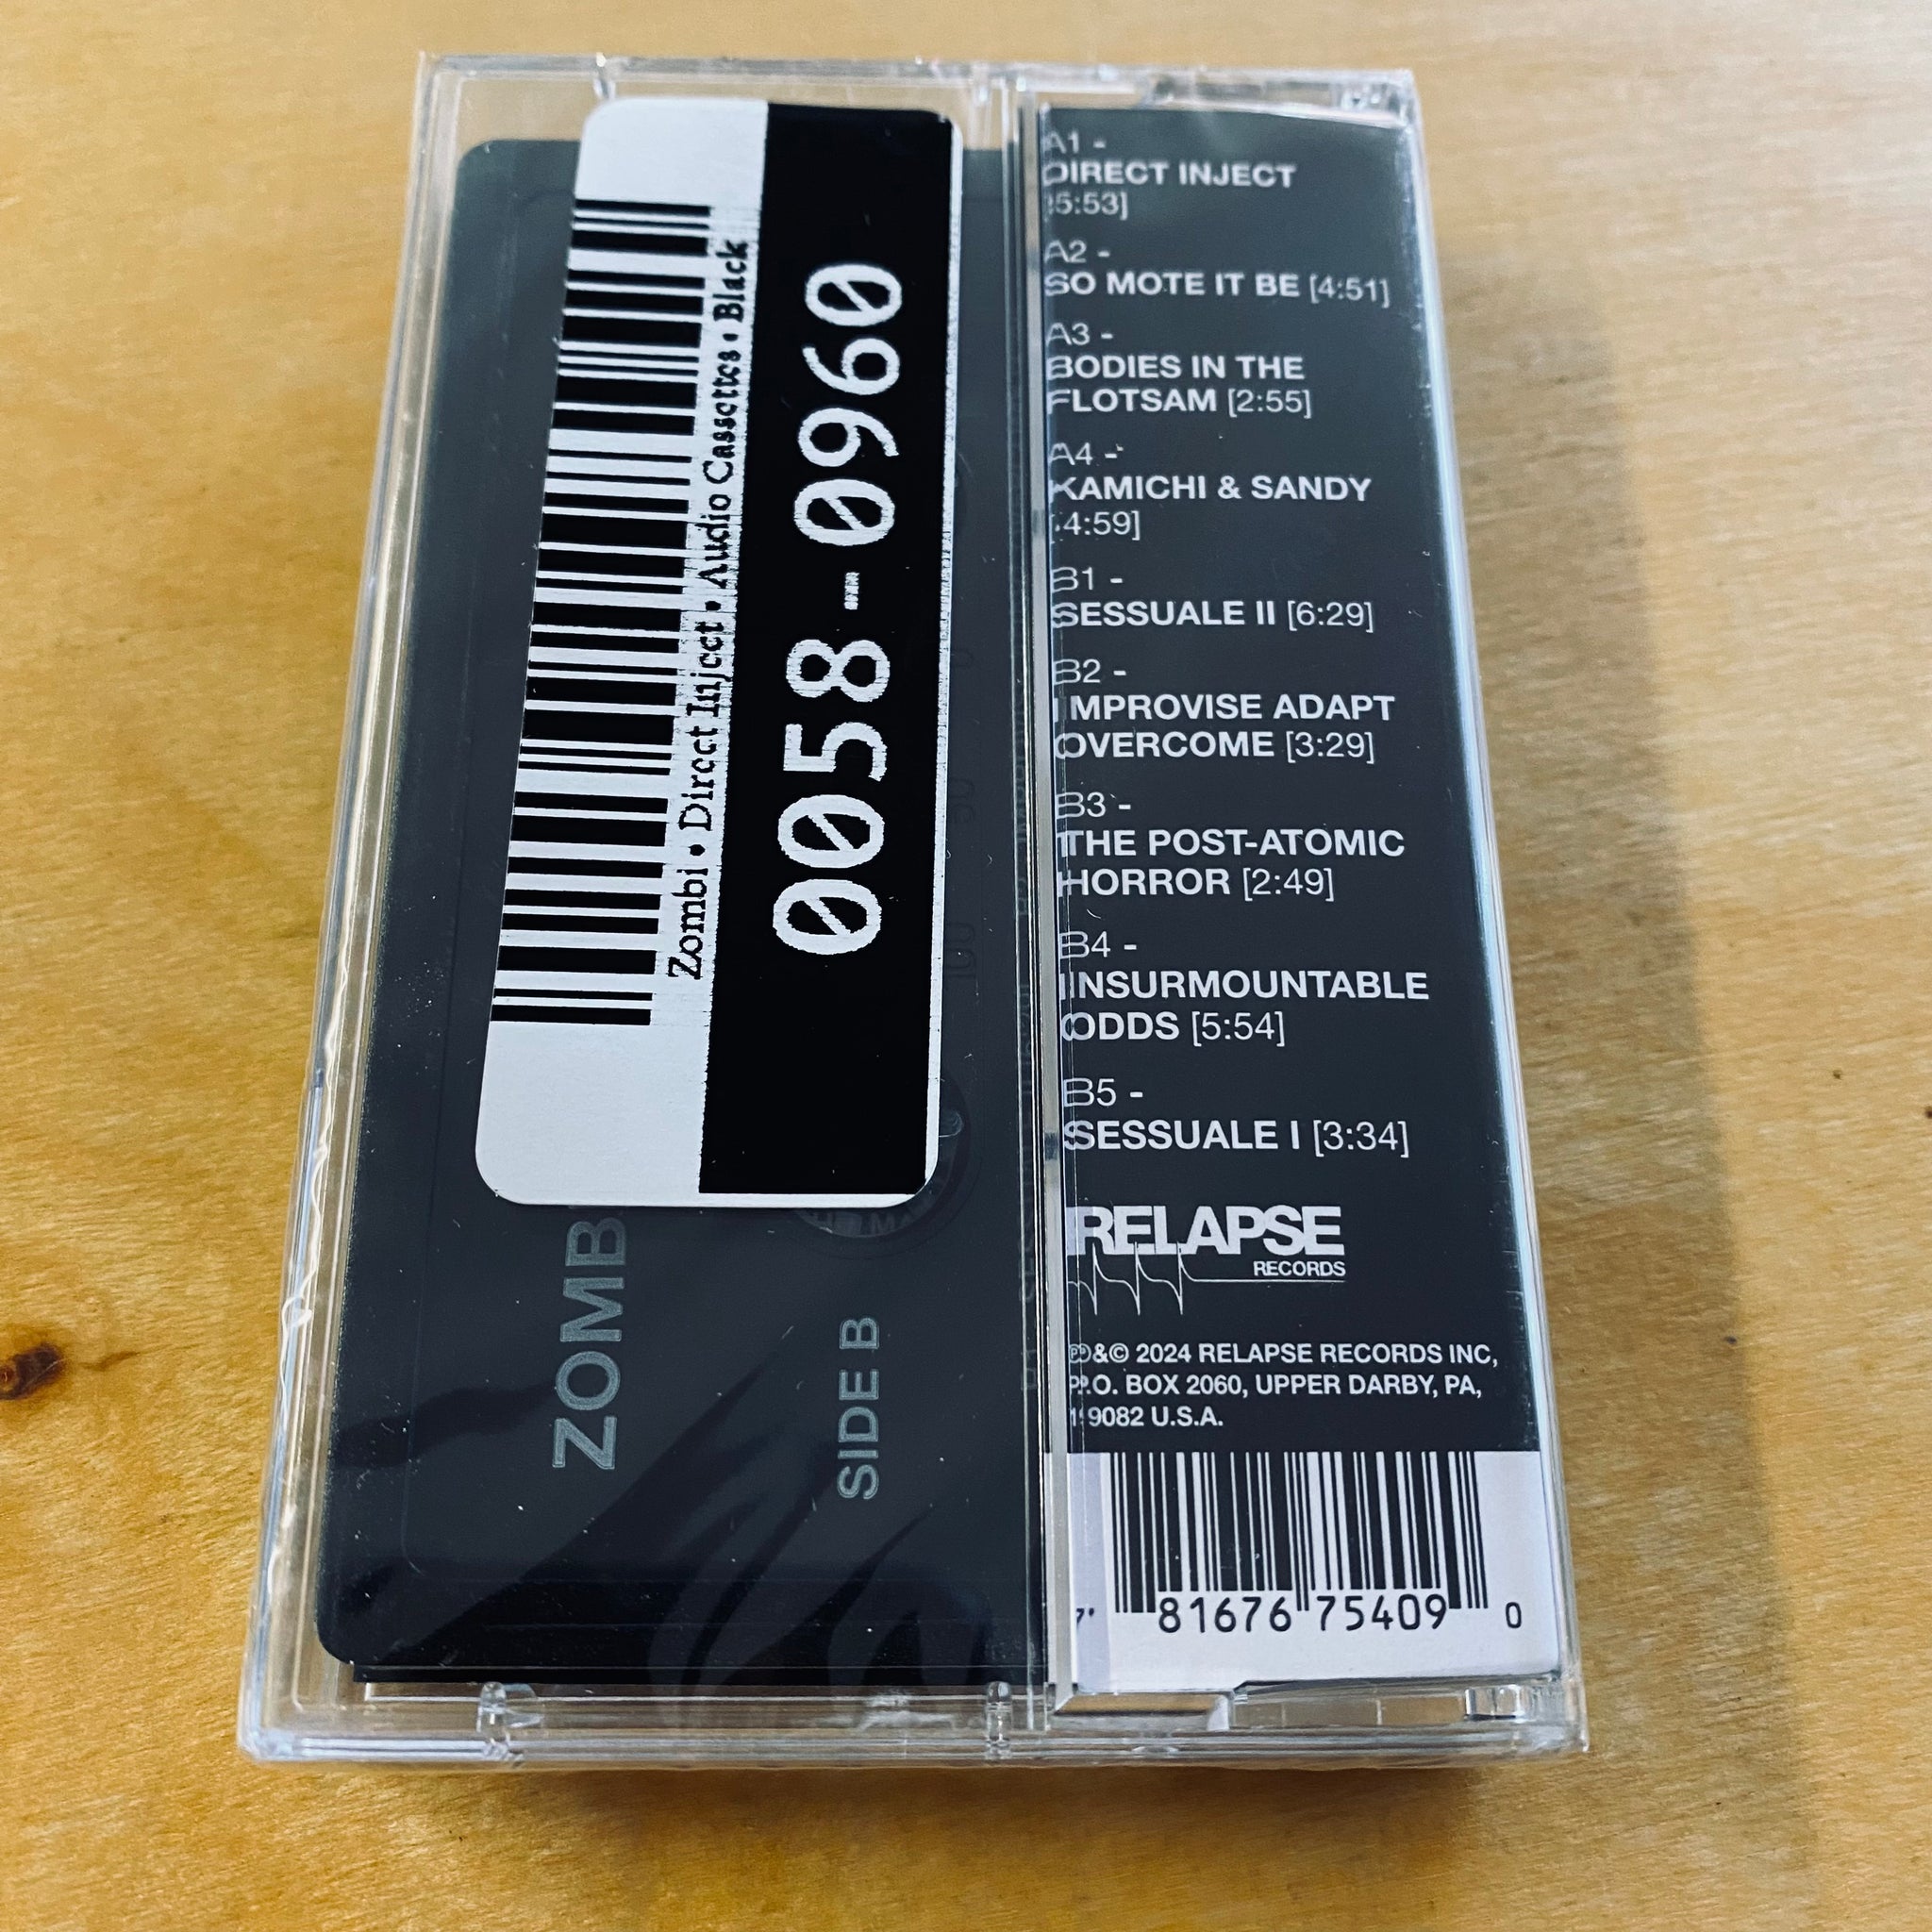 Zombi • Direct Inject • Audio Cassettes • Black
0058-0960
ZOMB
SIDE B
A1 -
DIRECT INJECT
[5:53]
A2 -
SO MOTE IT BE [4:51]
A3 -
BODIES IN THE
FLOTSAM [2:55]
A4 -
KAMICHI & SANDY
[4:59]
B1 -
SESSUALE II [6:29]
B2 -
IMPROVISE ADAPT
OVERCOME [3:29]
B3 -
THE POST-ATOMIC
HORROR [2:49]
B4 -
INSURMOUNTABLE
ODDS [5:54]
B5 -
SESSUALE I [3:34]
RELAPSE
RECORDS
℗&© 2024 RELAPSE RECORDS INC,
P.O. BOX 2060, UPPER DARBY, PA,
19082 U.S.A.
7 81676 75409 0